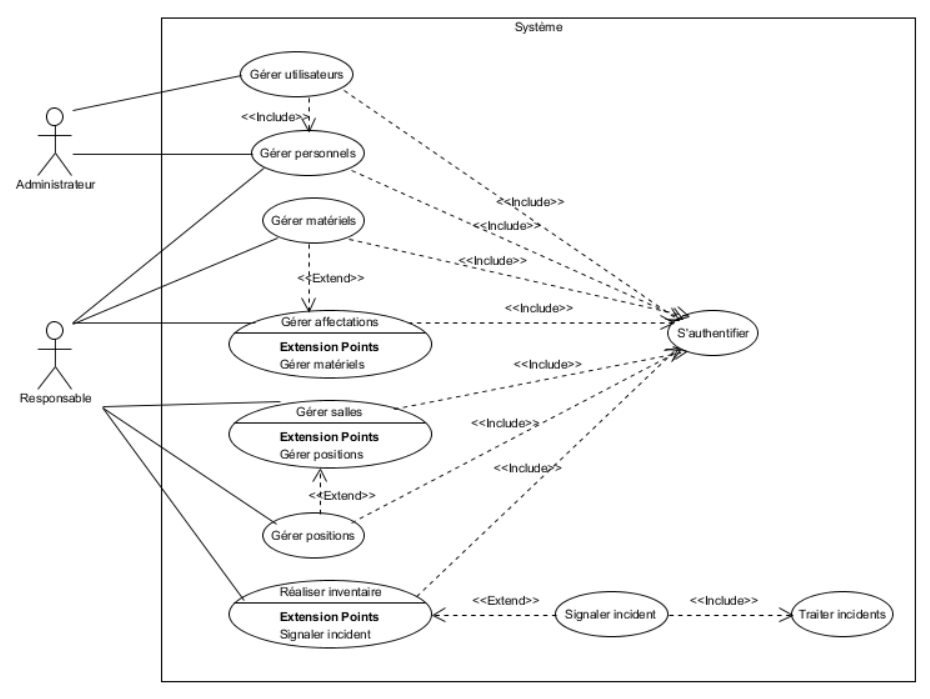 Système
Gérer utilisateurs
<<Include>>
Gérer personnels
Administrateur
<<Include>>
<<Include>>
Gérer matériels
<<Include>>
<<Extend>>
<<Include>>
Gérer affectations
Extension Points
Gérer matériels
S'authentifier
Responsable
<<Include>>
Gérer salles
Extension Points
Gérer positions
<<Include>>
<<Include>>
<<Extend>>
Gérer positions
Réaliser inventaire
Extension Points
Signaler incident
<<Extend>>
Signaler incident
<<Include>>
Traiter incidents